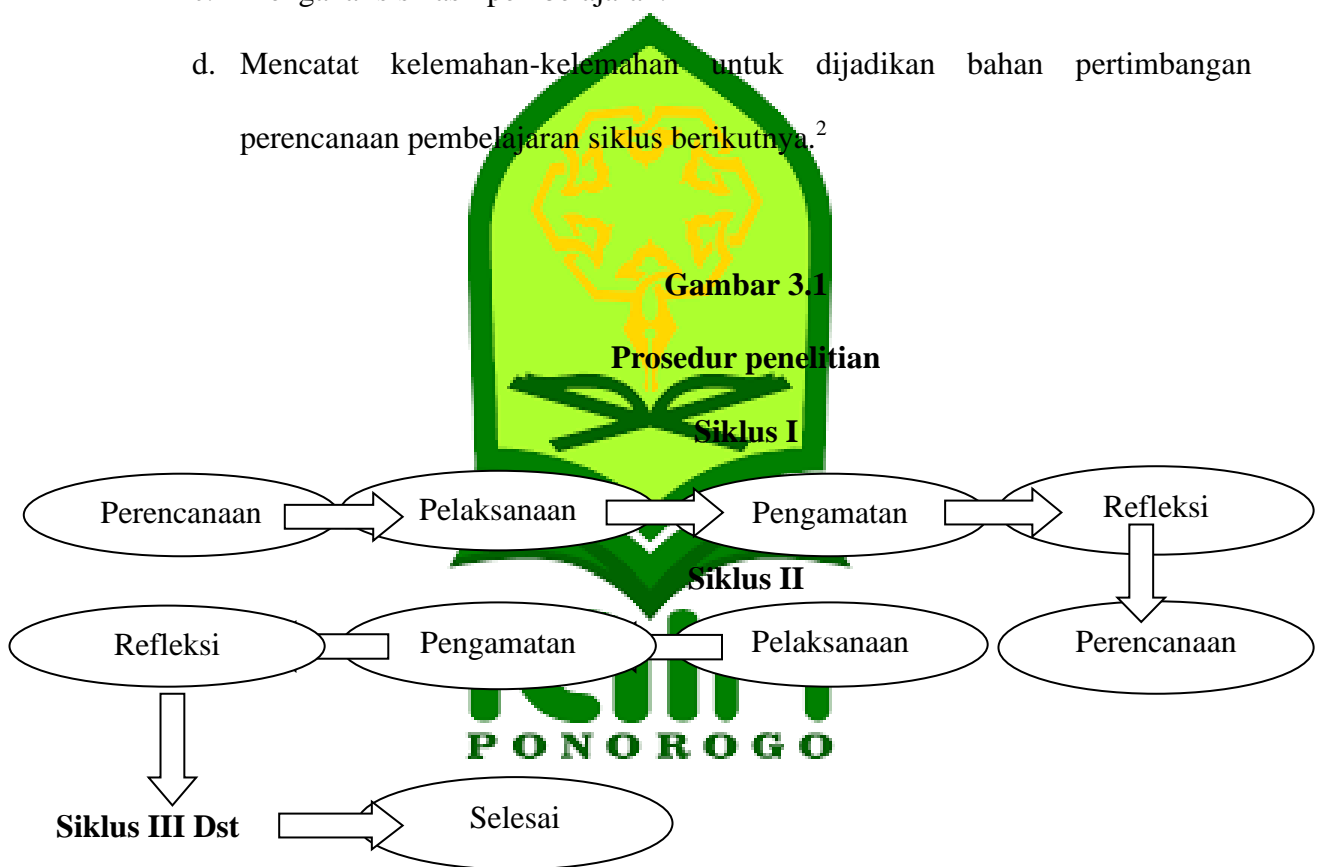 d. Mencatat kelemahan-kelemahan untuk dijadikan bahan pertimbangan
perencanaan pembelajaran siklus berikutnya.2
Gambar 3.1
Prosedur penelitian
Siklus I
Perencanaan Pelaksanaan Pengamatan Refleksi
Siklus II
Refleksi Pengamatan Pelaksanaan Perencanaan
PONOROGO
Siklus III Dst Selesai